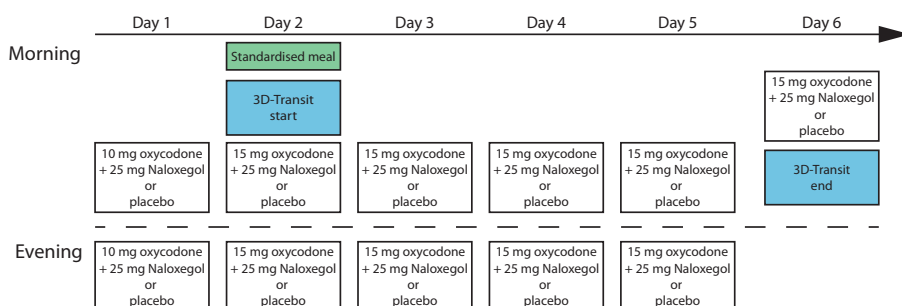 Day 1 Day 2 Day 3 Day 4 Day 5 Day 6
Morning
Standardised meal
3D-Transit
start
15 mg oxycodone
+ 25 mg Naloxegol
or
placebo
10 mg oxycodone
+ 25 mg Naloxegol
or
placebo
15 mg oxycodone
+ 25 mg Naloxegol
or
placebo
15 mg oxycodone
+ 25 mg Naloxegol
or
placebo
15 mg oxycodone
+ 25 mg Naloxegol
or
placebo
15 mg oxycodone
+ 25 mg Naloxegol
or
placebo
3D-Transit
end
Evening
10 mg oxycodone
+ 25 mg Naloxegol
or
placebo
15 mg oxycodone
+ 25 mg Naloxegol
or
placebo
15 mg oxycodone
+ 25 mg Naloxegol
or
placebo
15 mg oxycodone
+ 25 mg Naloxegol
or
placebo
15 mg oxycodone
+ 25 mg Naloxegol
or
placebo